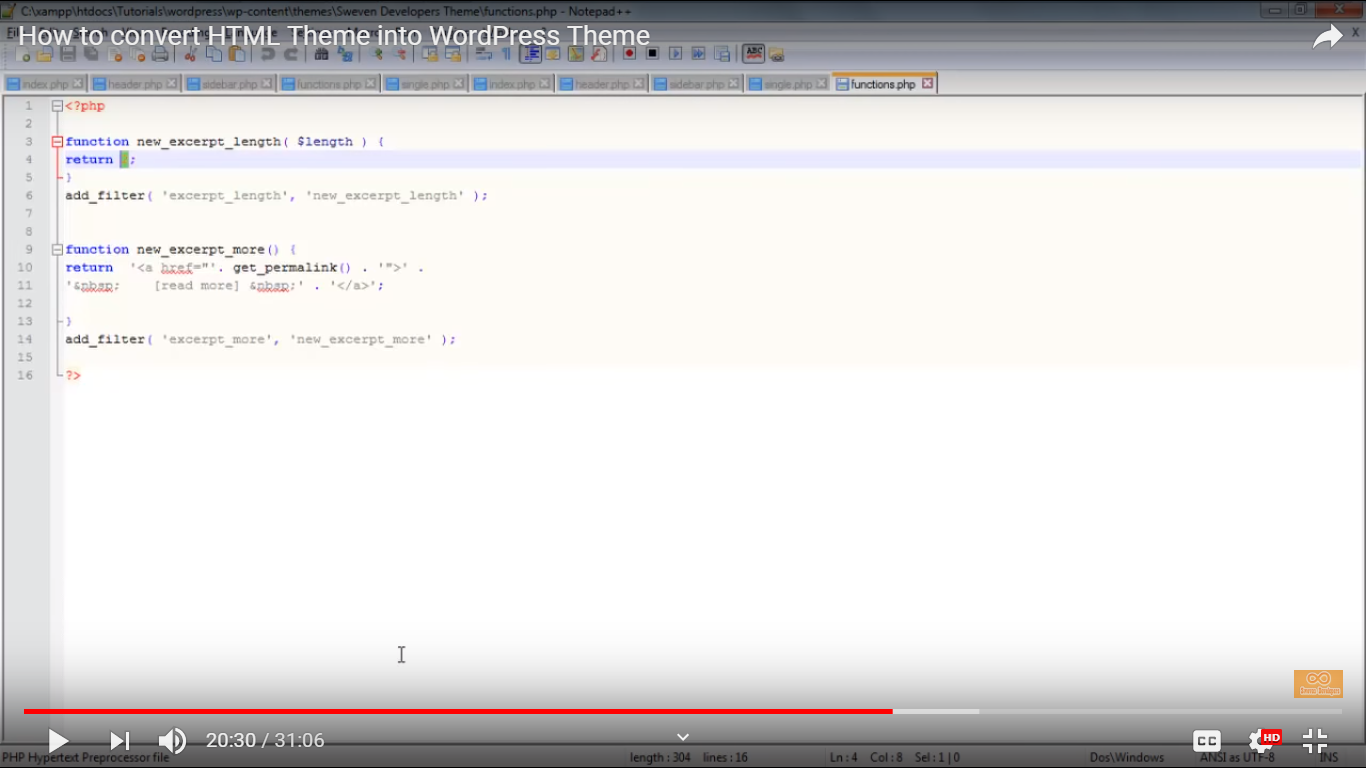 C:\xampp\htdocs\Tutorials\wordpress\wp-content\themes\Sweven Developers Theme\functions.php - Notepad++
How to convert HTML Theme into WordPress Theme
index.php header.php sidebar.php functions.php single.php index.php header.php sidebar.php single.php functions.php
1 <?php
2
3 function new_excerpt_length( $length ) {
4 return ;
5 }
6 add_filter( 'excerpt_length', 'new_excerpt_length' );
7
8
9 function new_excerpt_more() {
10 return '<a href="'. get_permalink() . '">' .
11 '&nbsp; [read more] &nbsp;' . '</a>';
12
13 }
14 add_filter( 'excerpt_more', 'new_excerpt_more' );
15
16 ?>
20:30 / 31:06
CC HD
PHP Hypertext Preprocessor file length : 304 lines : 16 Ln : 4 Col : 8 Sel : 1 | 0 Dos\Windows ANSI as UTF-8 INS